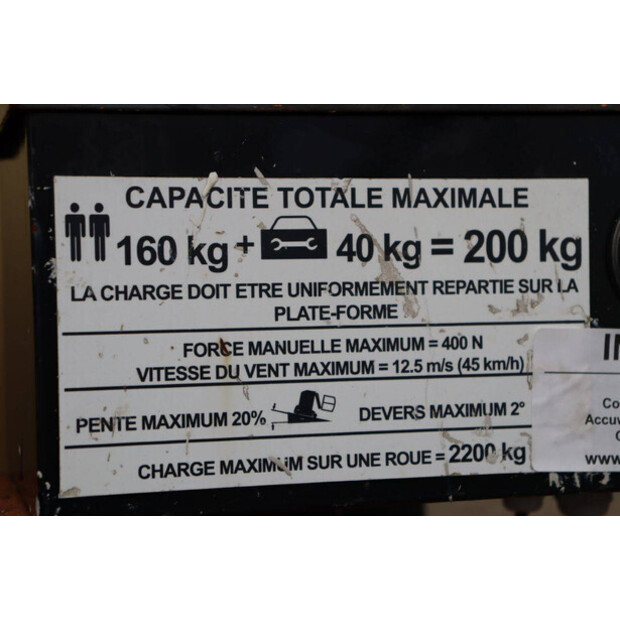 CAPACITE TOTALE MAXIMALE
160 kg + 40 kg = 200 kg
LA CHARGE DOIT ETRE UNIFORMEMENT REPARTIE SUR LA
PLATE-FORME
FORCE MANUELLE MAXIMUM = 400 N
VITESSE DU VENT MAXIMUM = 12.5 m/s (45 km/h)
PENTE MAXIMUM 20% DEVERS MAXIMUM 2°
CHARGE MAXIMUM SUR UNE ROUE = 2200 kg